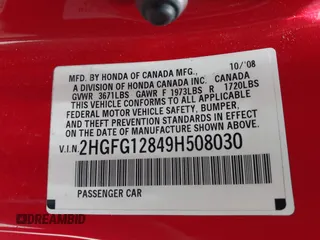 MFD. BY HONDA OF CANADA MFG., 10/'08
A DIVISION OF HONDA CANADA INC. CANADA
GVWR 3671LBS GAWR F 1973LBS R 1720LBS
THIS VEHICLE CONFORMS TO ALL APPLICABLE
FEDERAL MOTOR VEHICLE SAFETY, BUMPER,
AND THEFT PREVENTION STANDARDS IN EFFECT
ON THE DATE OF MANUFACTURE SHOWN ABOVE.
V.I.N. 2HGFG12849H508030
PASSENGER CAR
DREAMBID